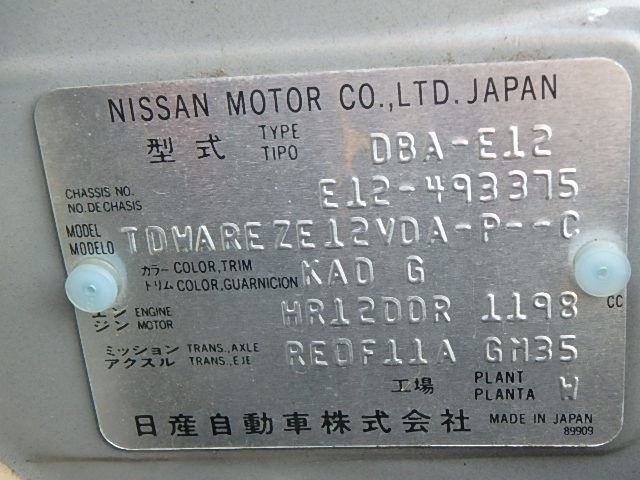 NISSAN MOTOR CO.,LTD. JAPAN
型式 TYPE TIPO DBA-E12
CHASSIS NO. NO.DE CHASIS E12-493375
MODEL MODELO TDWAREZE12VDA-P--C
カラー COLOR,TRIM トリム COLOR,GUARNICION KAD G
エンジン ENGINE MOTOR HR12DDR 1198 CC
ミッション アクスル TRANS.,AXLE TRANS.,EJE RE0F11A GM35
工場 PLANT PLANTA W
日産自動車株式会社 MADE IN JAPAN
89909